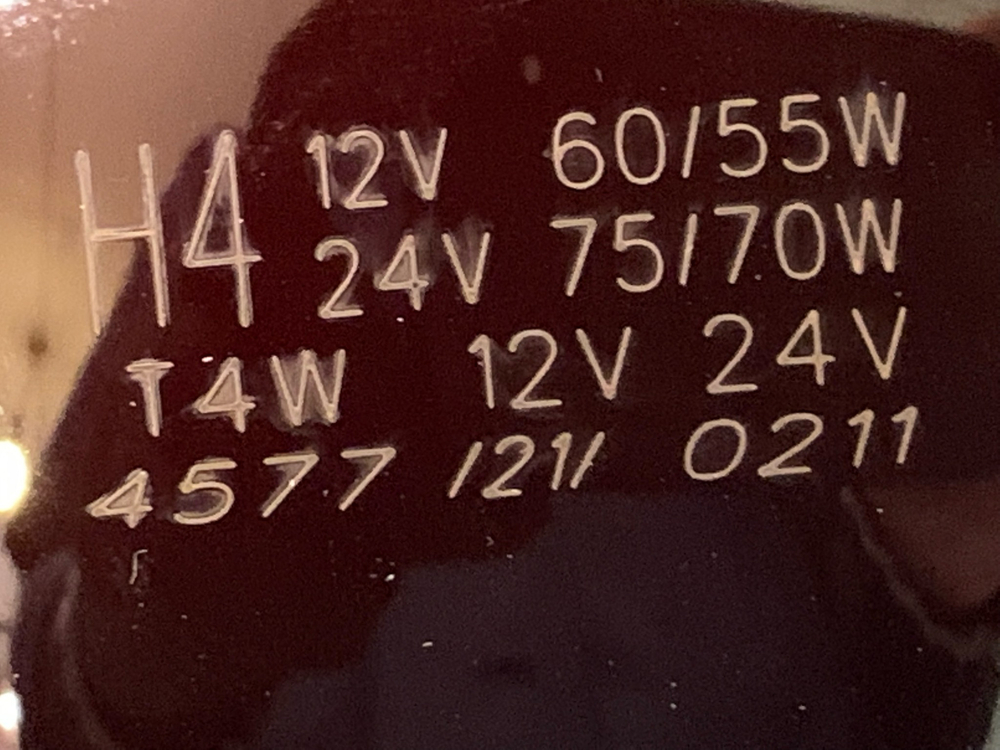 H4 12V 60/55W
24V 75/70W
T4W 12V 24V
4577 /21/ 0211